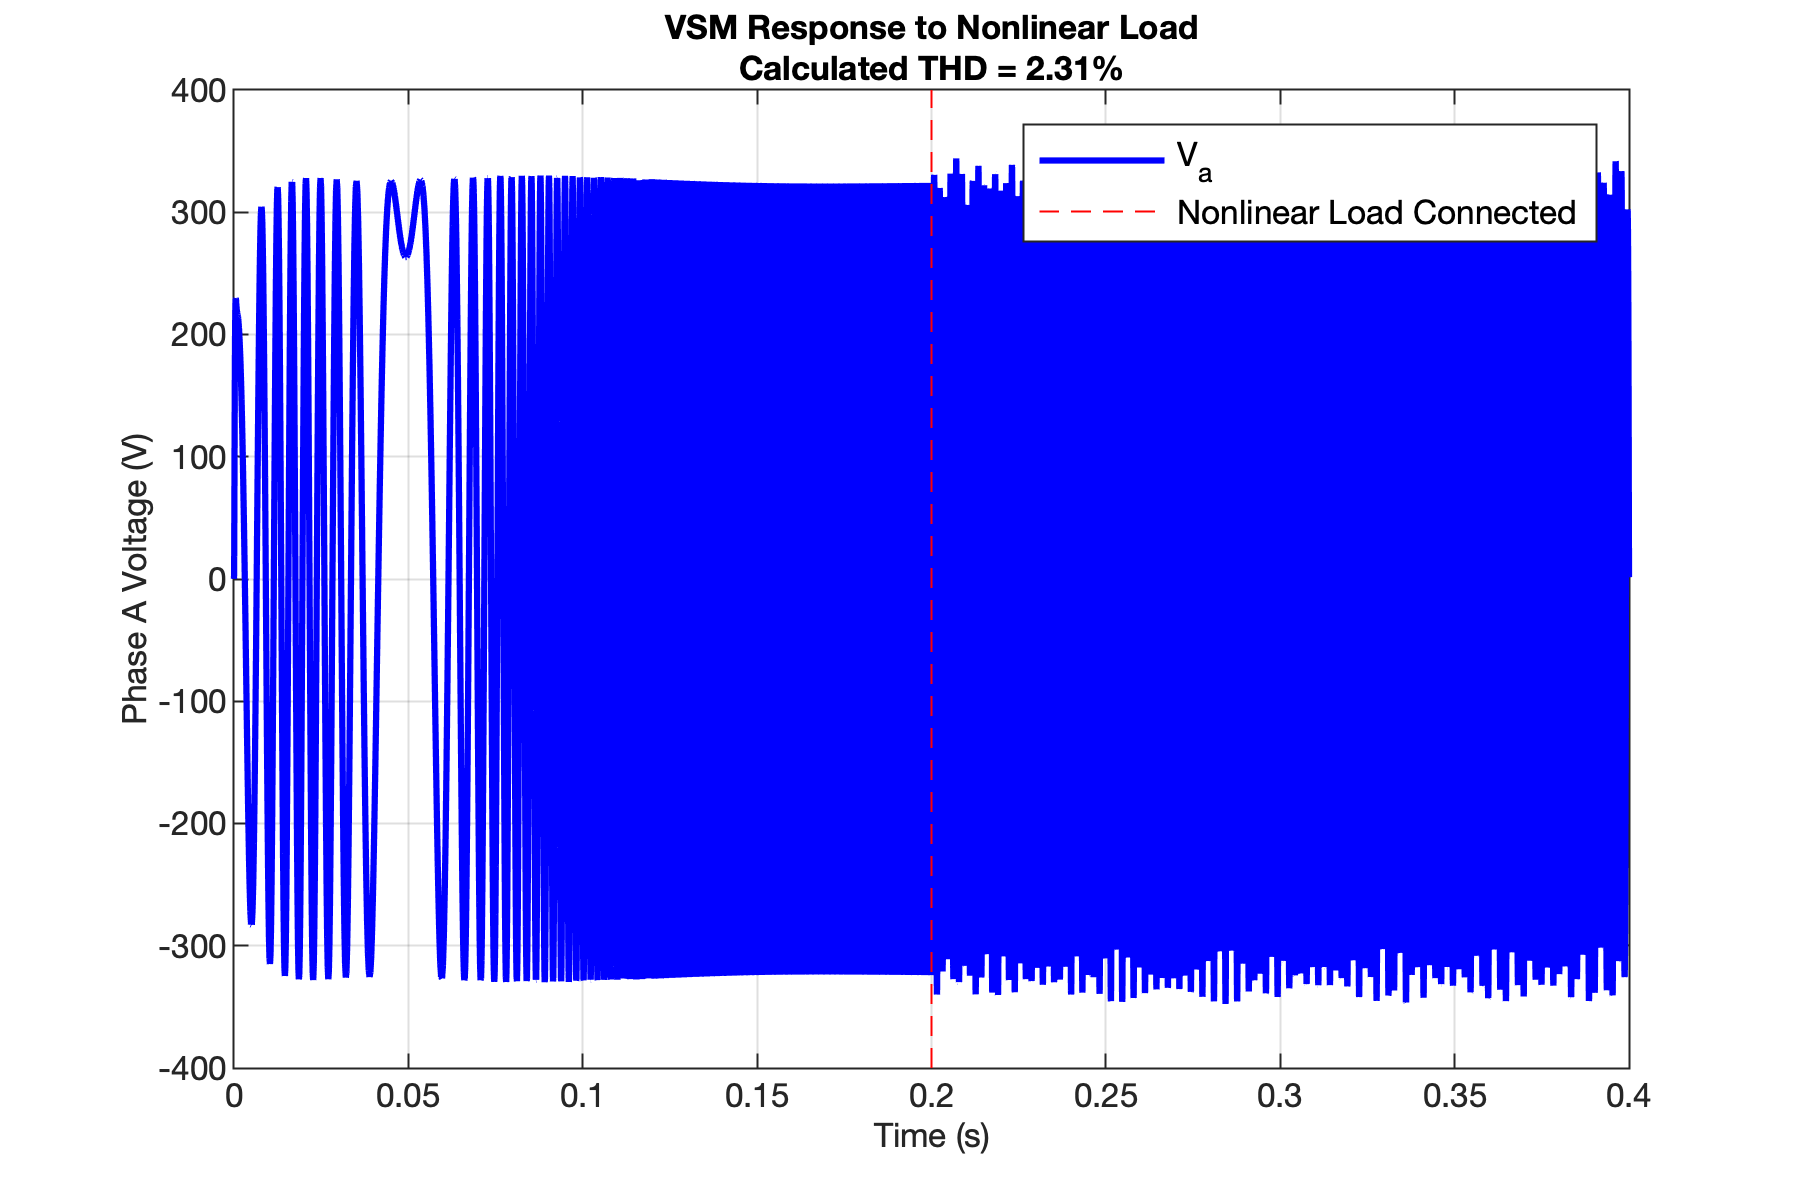 VSM Response to Nonlinear Load
Calculated THD = 2.31%
400
300
200
100
0
-100
-200
-300
-400
Phase A Voltage (V)
Va
Nonlinear Load Connected
0 0.05 0.1 0.15 0.2 0.25 0.3 0.35 0.4
Time (s)